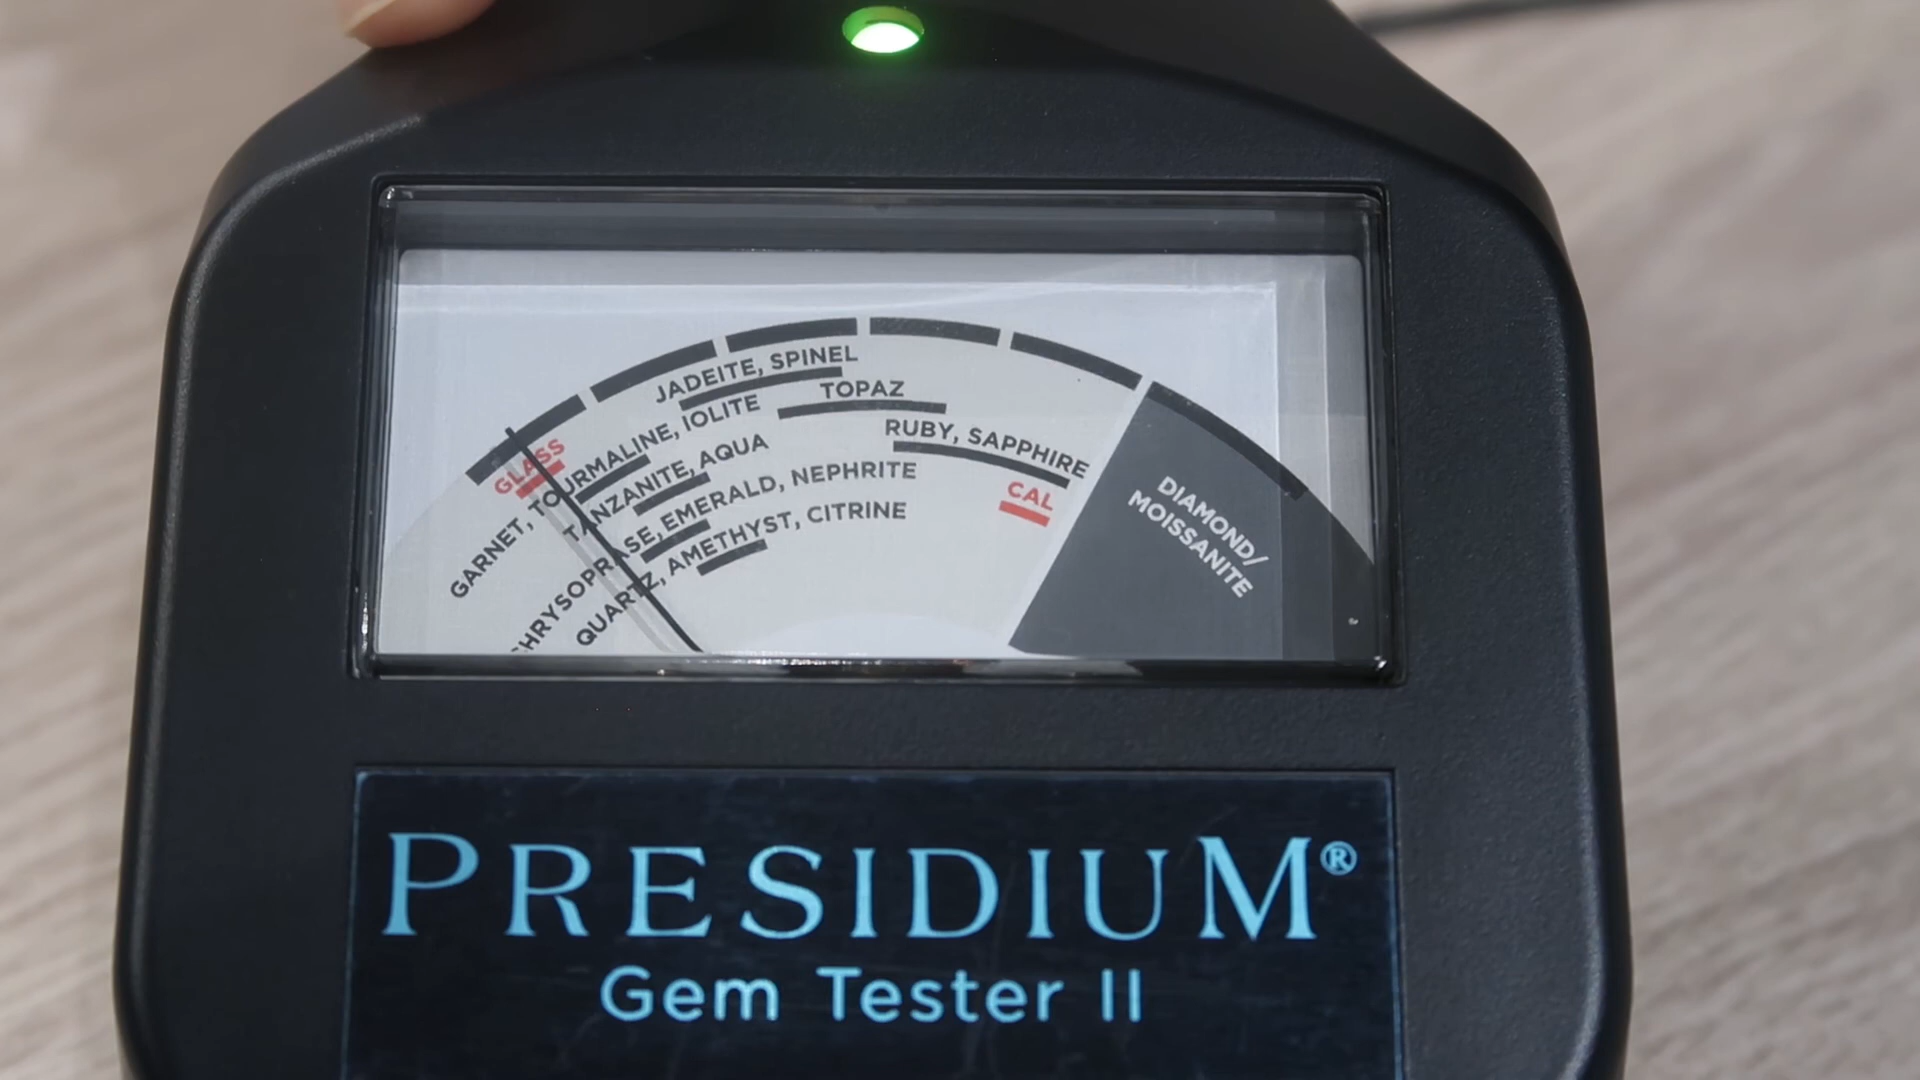 JADEITE, SPINEL
TOPAZ
GLASS
GARNET, TOURMALINE, IOLITE
RUBY, SAPPHIRE
TANZANITE, AQUA
CHRYSOPRASE, EMERALD, NEPHRITE
CAL
QUARTZ, AMETHYST, CITRINE
DIAMOND/
MOISSANITE
PRESIDIUM®
Gem Tester II